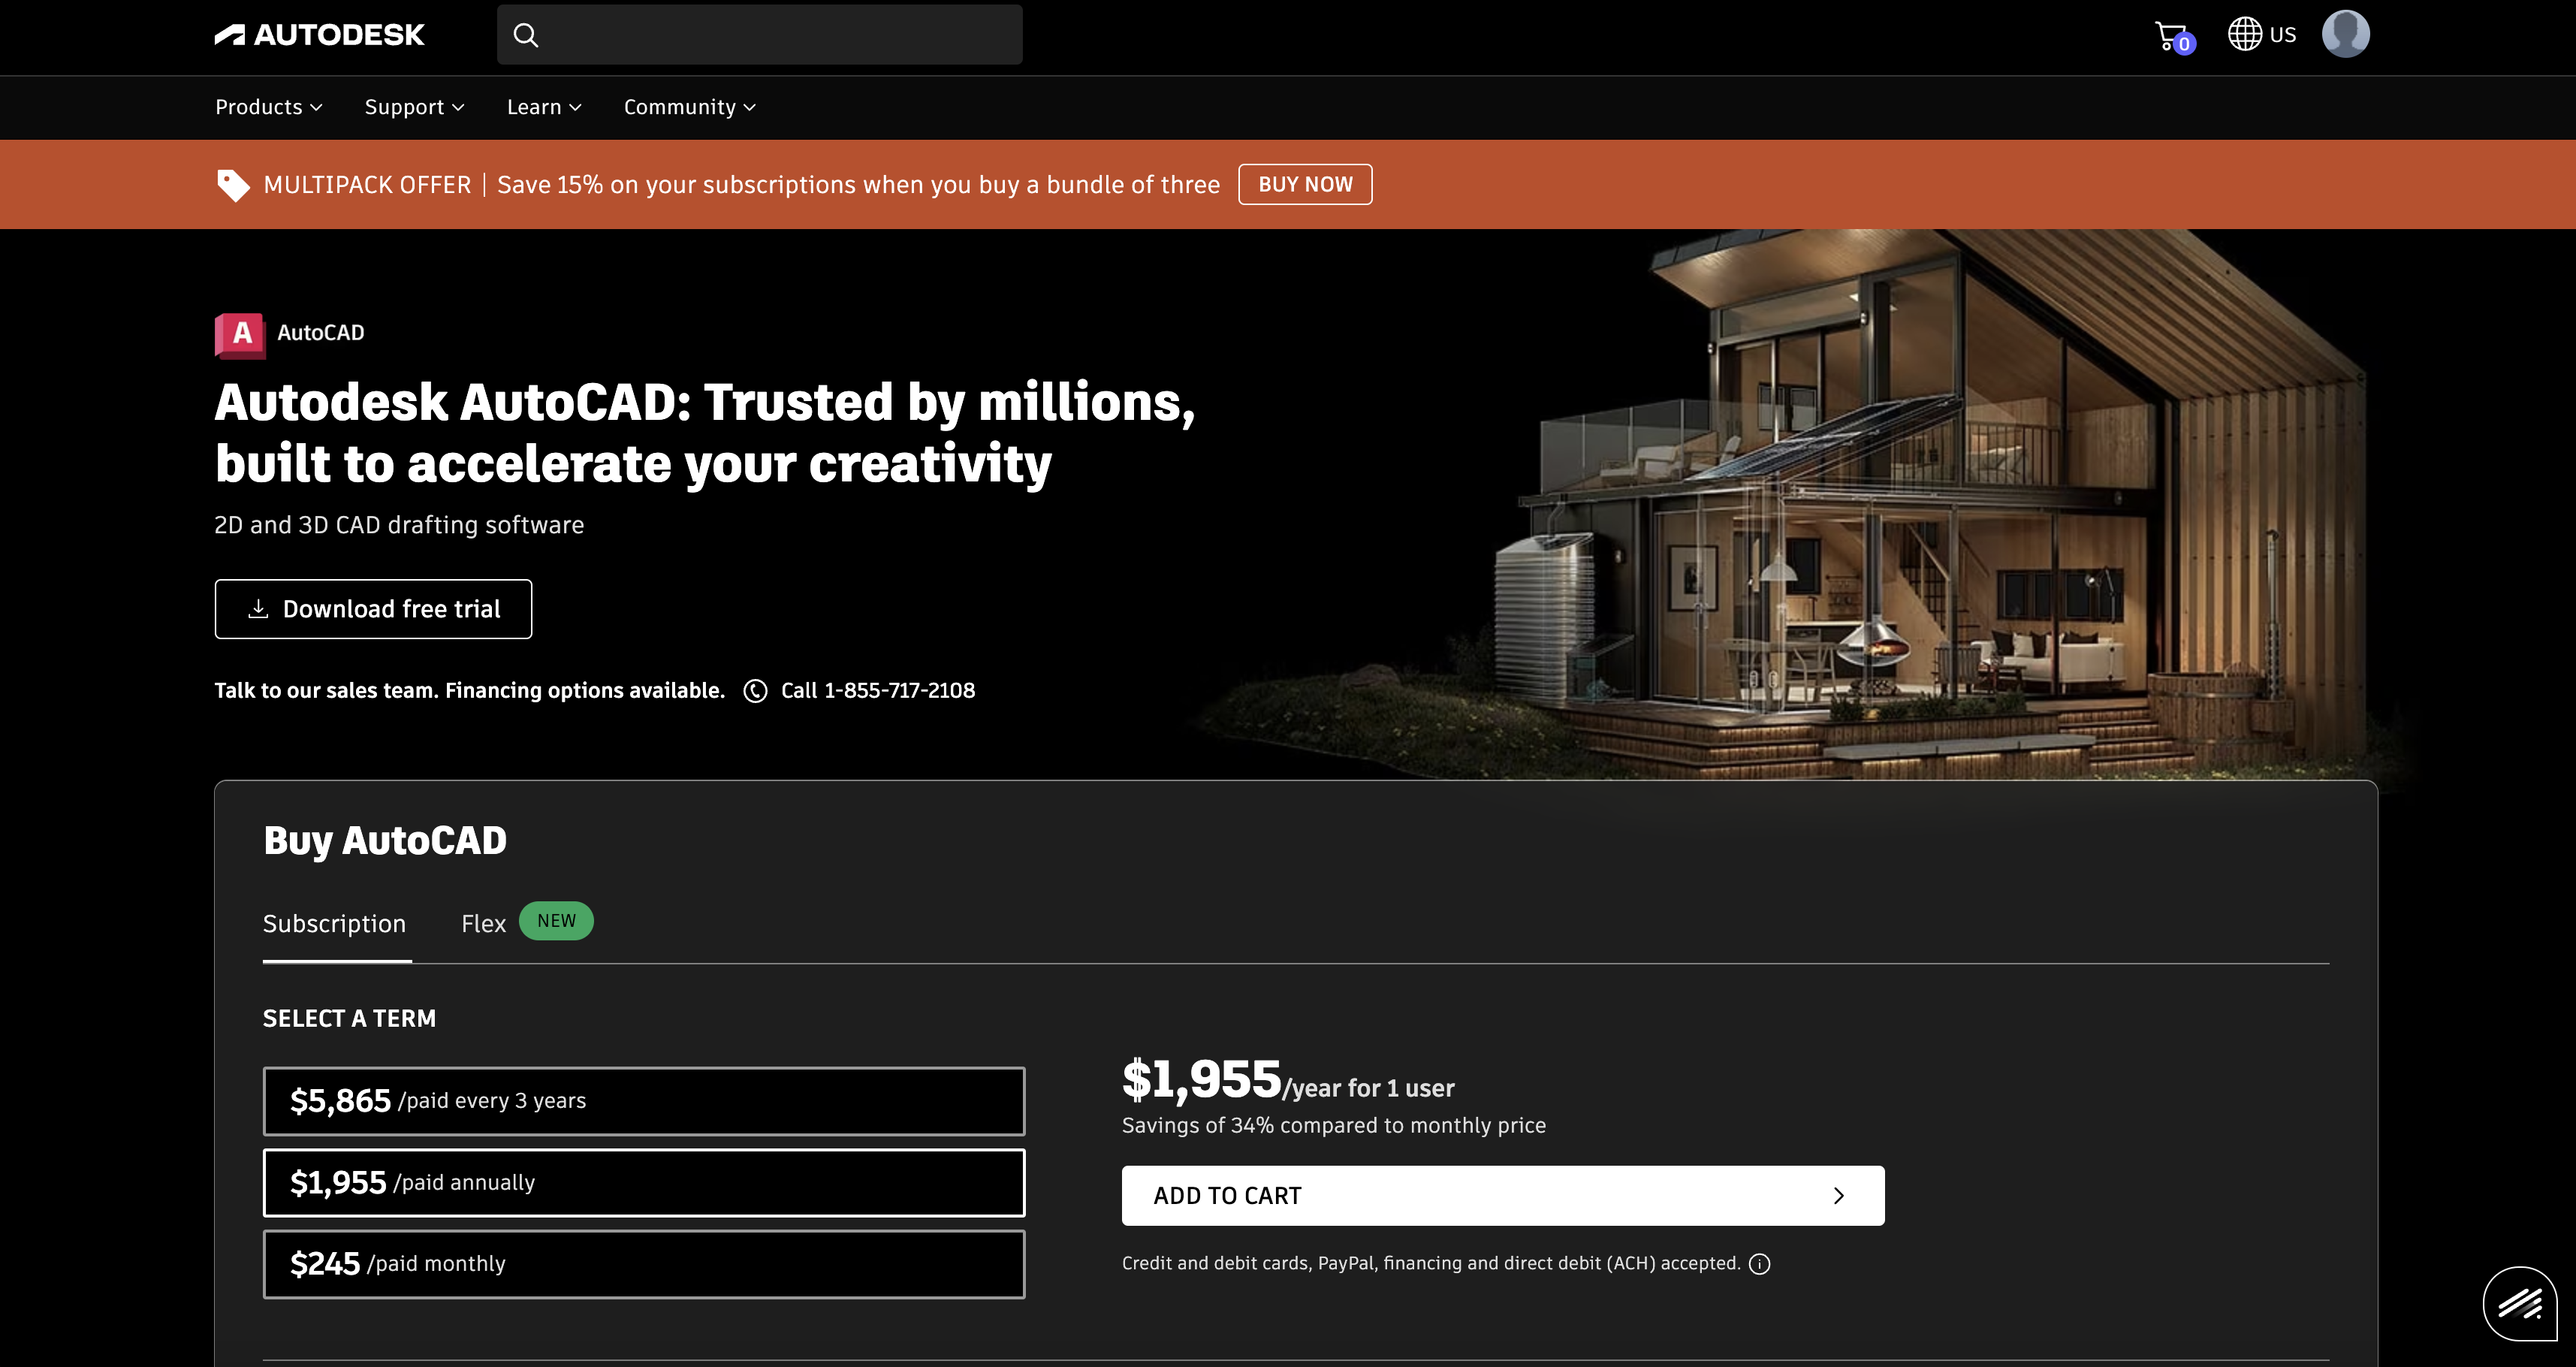 AUTODESK
0
US
Products
Support
Learn
Community
MULTIPACK OFFER | Save 15% on your subscriptions when you buy a bundle of three
BUY NOW
A
AutoCAD
Autodesk AutoCAD: Trusted by millions,
built to accelerate your creativity
2D and 3D CAD drafting software
Download free trial
Talk to our sales team. Financing options available.
Call 1-855-717-2108
Buy AutoCAD
Subscription
Flex
NEW
SELECT A TERM
$5,865 /paid every 3 years
$1,955 /paid annually
$245 /paid monthly
$1,955/year for 1 user
Savings of 34% compared to monthly price
ADD TO CART
Credit and debit cards, PayPal, financing and direct debit (ACH) accepted.